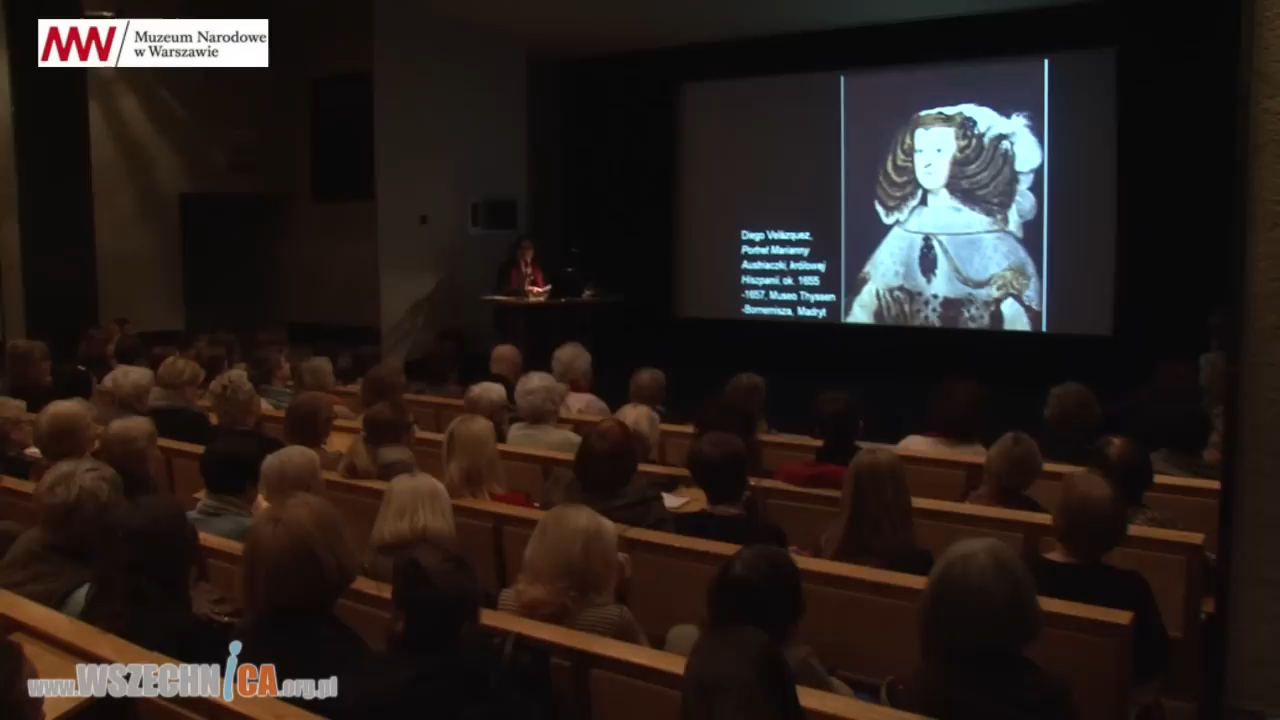 MW
Muzeum Narodowe
w Warszawie
Diego Velázquez,
Portret Marianny
Austriaczki, królowej
Hiszpanii, ok. 1655
-1657, Museo Thyssen
-Bornemisza, Madryt
www.WSZECHNiCA.org.pl